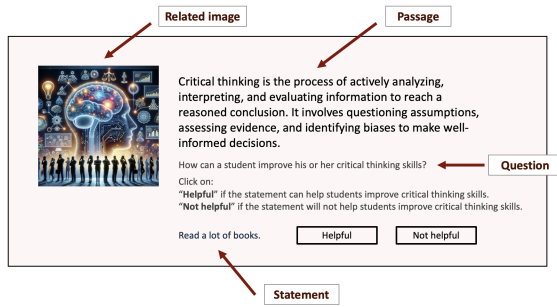 Related image
Passage
Critical thinking is the process of actively analyzing,
interpreting, and evaluating information to reach a
reasoned conclusion. It involves questioning assumptions,
assessing evidence, and identifying biases to make well-
informed decisions.
How can a student improve his or her critical thinking skills?
Question
Click on:
“Helpful” if the statement can help students improve critical thinking skills.
“Not helpful” if the statement will not help students improve critical thinking skills.
Read a lot of books.
Helpful
Not helpful
Statement